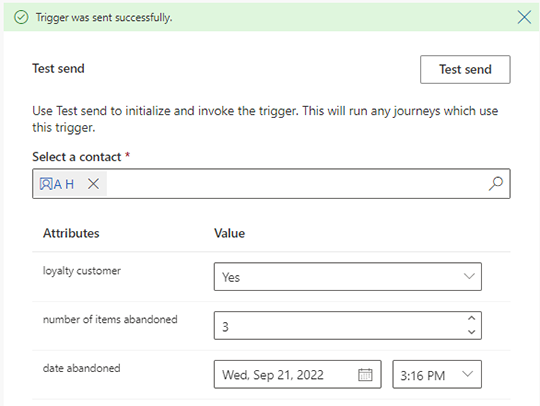 Trigger was sent successfully.
Test send
Test send
Use Test send to initialize and invoke the trigger. This will run any journeys which use
this trigger.
Select a contact *
A H
Attributes Value
loyalty customer Yes
number of items abandoned 3
date abandoned Wed, Sep 21, 2022 3:16 PM